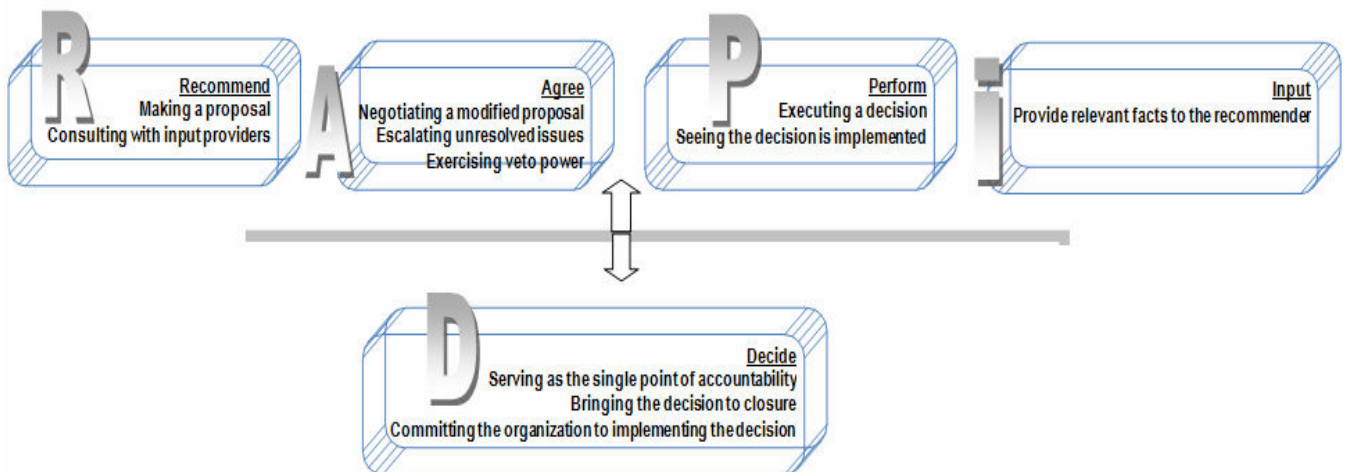 R
Recommend
Making a proposal
Consulting with input providers
A
Agree
Negotiating a modified proposal
Escalating unresolved issues
Exercising veto power
P
Perform
Executing a decision
Seeing the decision is implemented
i
Input
Provide relevant facts to the recommender
D
Decide
Serving as the single point of accountability
Bringing the decision to closure
Committing the organization to implementing the decision